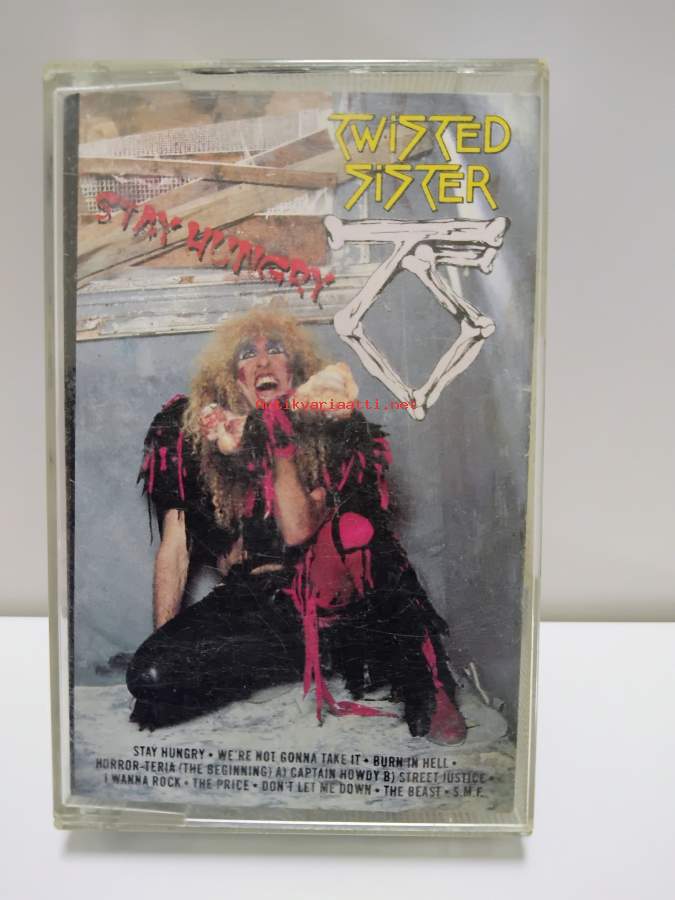 TWISTED
SISTER
STAY HUNGRY
antikvariaatti.net
STAY HUNGRY • WE'RE NOT GONNA TAKE IT • BURN IN HELL •
HORROR-TERIA (THE BEGINNING) A) CAPTAIN HOWDY B) STREET JUSTICE •
I WANNA ROCK • THE PRICE • DON'T LET ME DOWN • THE BEAST • S.M.F.